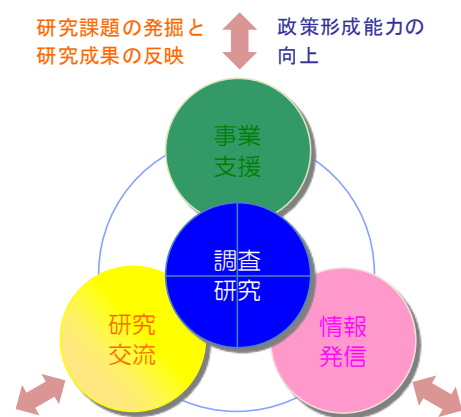 研究課題の発掘と
研究成果の反映
政策形成能力の
向上
事業
支援
調査
研究
研究
交流
情報
発信